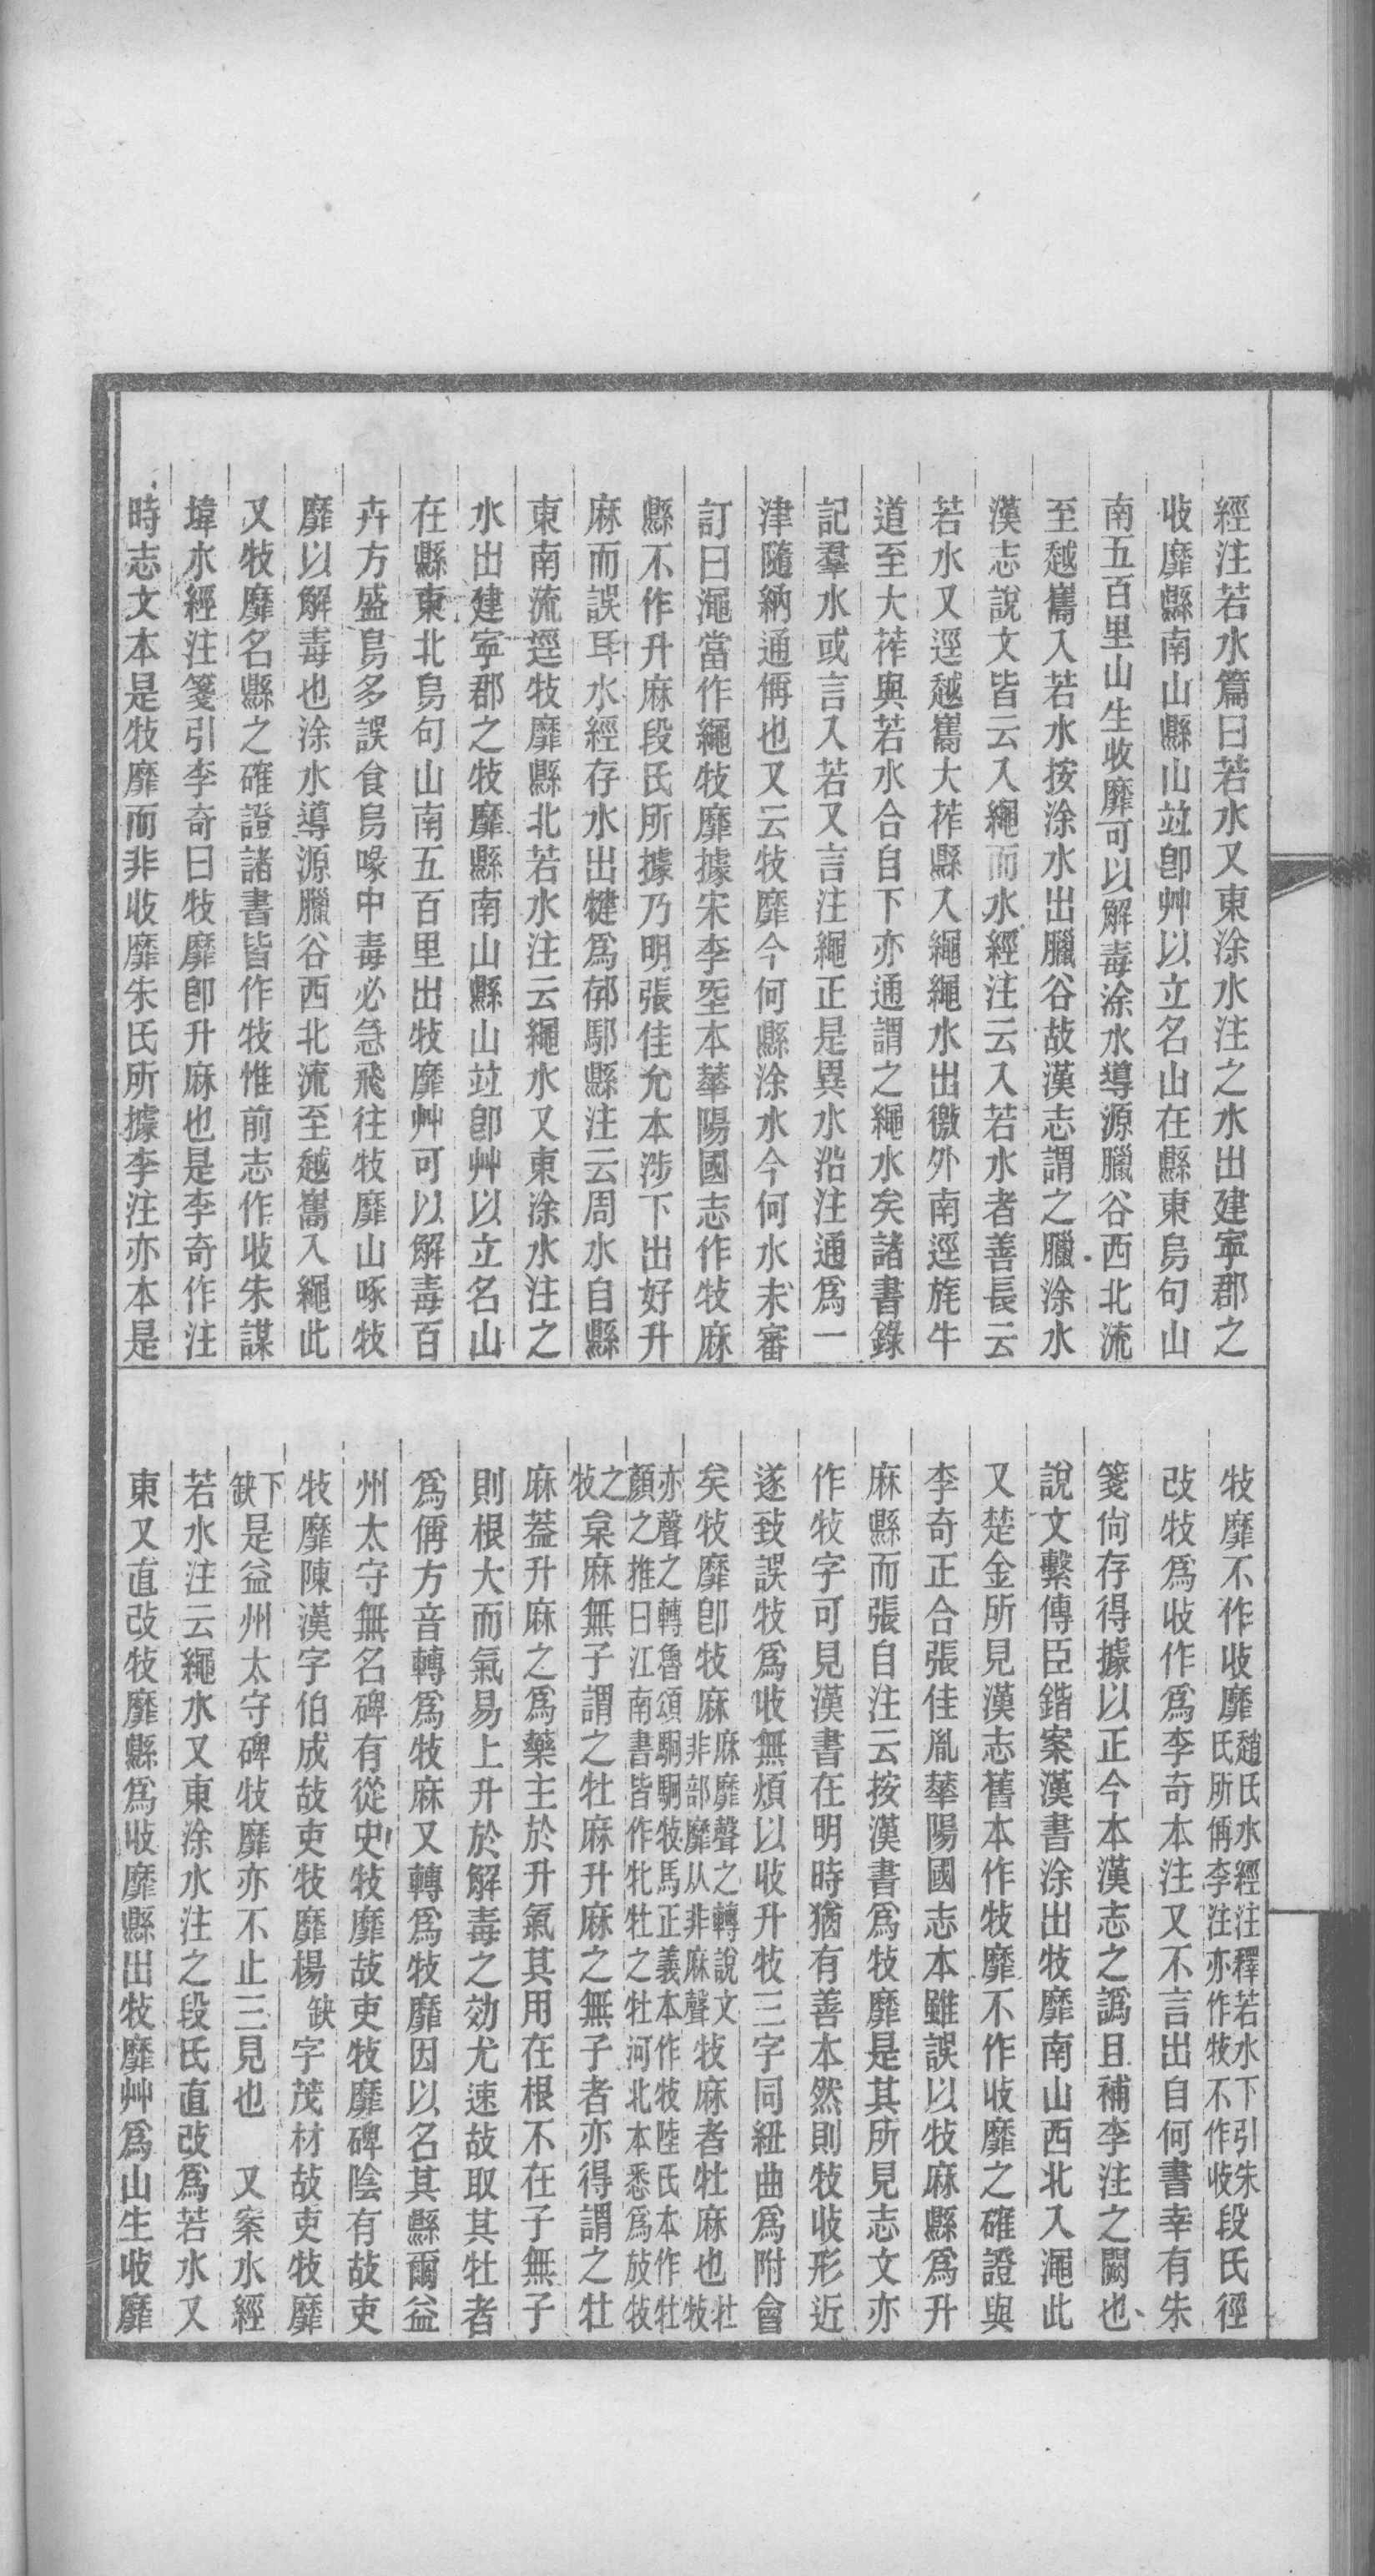 經注若水篇曰若水又東涂水注之水出建寧郡之
收靡縣南山縣山竝卽艸以立名山在縣東烏句山
南五百里山生收靡可以解毒涂水導源臘谷西北流
至越巂入若水按涂水出臘谷故漢志謂之臘涂水
漢志說文皆云入繩而水經注云入若水者善長云
若水又逕越巂大莋縣入繩繩水出徼外南逕旄牛
道至大莋與若水合自下亦通謂之繩水矣諸書錄
記羣水或言入若又言注繩正是異水沿注通爲一
津隨納通偁也又云牧靡今何縣涂水今何水未審
訂曰澠當作繩牧靡據宋李㙨本華陽國志作牧麻
縣不作升麻段氏所據乃明張佳允本涉下出好升
麻而誤耳水經存水出犍爲郁鄢縣注云周水自縣
東南流逕牧靡縣北若水注云繩水又東涂水注之
水出建寧郡之牧靡縣南山縣山竝卽艸以立名山
在縣東北烏句山南五百里出牧靡艸可以解毒百
卉方盛烏多誤食烏喙中毒必急飛往牧靡山啄牧
靡以解毒也涂水導源臘谷西北流至越巂入繩此
又牧靡名縣之確證諸書皆作牧惟前志作收朱謀
㙔水經注箋引李奇曰牧靡卽升麻也是李奇作注
時志文本是牧靡而非收靡朱氏所據李注亦本是
牧靡不作收靡趙氏水經注釋若水下引朱氏所偁李注亦作牧不作收段氏徑
改牧爲收作爲李奇本注又不言出自何書幸有朱
箋尙存得據以正今本漢志之譌且補李注之闕也
說文繫傳臣鍇案漢書涂出牧靡南山西北入澠此
又楚金所見漢志舊本作牧靡不作收靡之確證與
李奇正合張佳胤華陽國志本雖誤以牧麻縣爲升
麻縣而張自注云按漢書爲牧靡是其所見志文亦
作牧字可見漢書在明時猶有善本然則牧收形近
遂致誤牧爲收無煩以收升牧三字同紐曲爲附會
矣牧靡卽牧麻麻靡聲之轉說文非部靡从非麻聲牧麻者牡麻也牡牧
亦聲之轉魯頌駉駉牧馬正義本作牧陸氏本作牡顏之推曰江南書皆作牝牡之牡河北本悉爲放牧
之牧枲麻無子謂之牡麻升麻之無子者亦得謂之牡
麻葢升麻之爲藥主於升氣其用在根不在子無子
則根大而氣易上升於解毒之効尤速故取其牡者
爲偁方音轉爲牧麻又轉爲牧靡因以名其縣爾益
州太守無名碑有從史牧靡故吏牧靡碑陰有故吏
牧靡陳漢字伯成故吏牧靡楊缺字茂材故吏牧靡
下缺是益州太守碑牧靡亦不止三見也　又案水經
若水注云繩水又東涂水注之段氏直改爲若水又
東又直改牧靡縣爲收靡縣出牧靡艸爲山生收靡